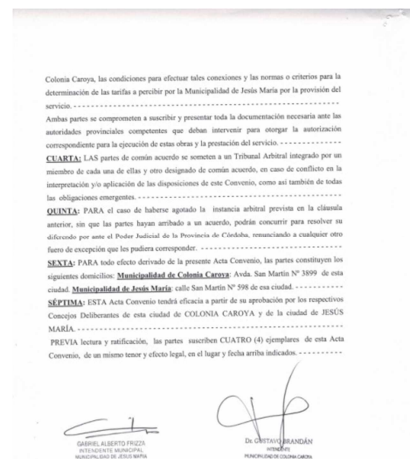 Colonia Caroya, las condiciones para efectuar tales conexiones y las normas o criterios para la
determinación de las tarifas a percibir por la Municipalidad de Jesús María por la provisión del
servicio. - - - - - - - - - - - - - - - - - - - - - - - - - - - - - - - - - - - - - - - - - - - -
Ambas partes se comprometen a suscribir y presentar toda la documentación necesaria ante las
autoridades provinciales competentes que deban intervenir para otorgar la autorización
correspondiente para la ejecución de estas obras y la prestación del servicio. - - - - - - - - - -
CUARTA: LAS partes de común acuerdo se someten a un Tribunal Arbitral integrado por un
miembro de cada una de ellas y otro designado de común acuerdo, en caso de conflicto en la
interpretación y/o aplicación de las disposiciones de este Convenio, como así también de todas
las obligaciones emergentes. - - - - - - - - - - - - - - - - - - - - - - - - - - - - - - - - - -
QUINTA: PARA el caso de haberse agotado la instancia arbitral prevista en la cláusula
anterior, sin que las partes hayan arribado a un acuerdo, podrán concurrir para resolver su
diferendo por ante el Poder Judicial de la Provincia de Córdoba, renunciando a cualquier otro
fuero de excepción que les pudiera corresponder. - - - - - - - - - - - - - - - - - - - - - - - -
SEXTA: PARA todo efecto derivado de la presente Acta Convenio, las partes constituyen los
siguientes domicilios: Municipalidad de Colonia Caroya: Avda. San Martin Nº 3899 de esta
ciudad. Municipalidad de Jesús María: calle San Martin Nº 598 de esa ciudad. - - - - - - - -
SÉPTIMA: ESTA Acta Convenio tendrá eficacia a partir de su aprobación por los respectivos
Concejos Deliberantes de esta ciudad de COLONIA CAROYA y de la ciudad de JESÚS
MARÍA. - - - - - - - - - - - - - - - - - - - - - - - - - - - - - - - - - - - - - - - - - - - - -
PREVIA lectura y ratificación, las partes suscriben CUATRO (4) ejemplares de esta Acta
Convenio, de un mismo tenor y efecto legal, en el lugar y fecha arriba indicados. - - - - - - - -
GABRIEL ALBERTO FRIZZA
INTENDENTE MUNICIPAL
MUNICIPALIDAD DE JESUS MARIA
Dr. GUSTAVO BRANDÁN
INTENDENTE
MUNICIPALIDAD DE COLONIA CAROYA